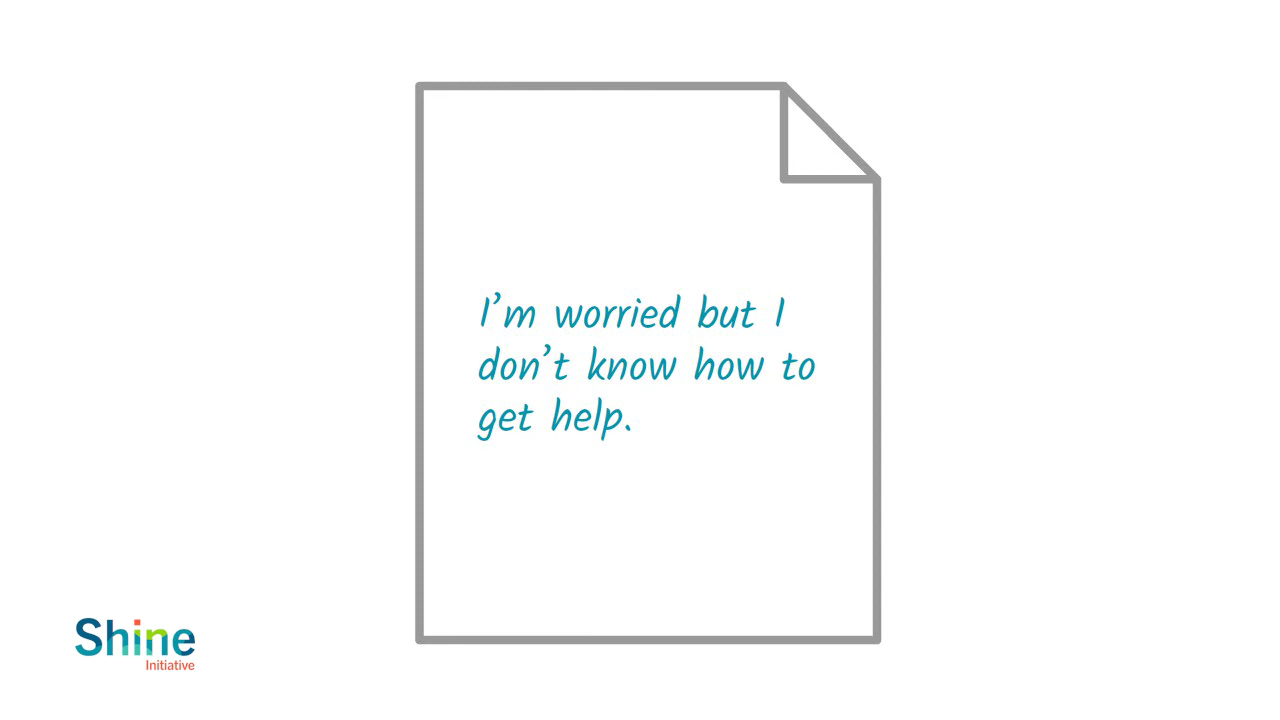 I'm worried but I
don't know how to
get help.
Shine
Initiative